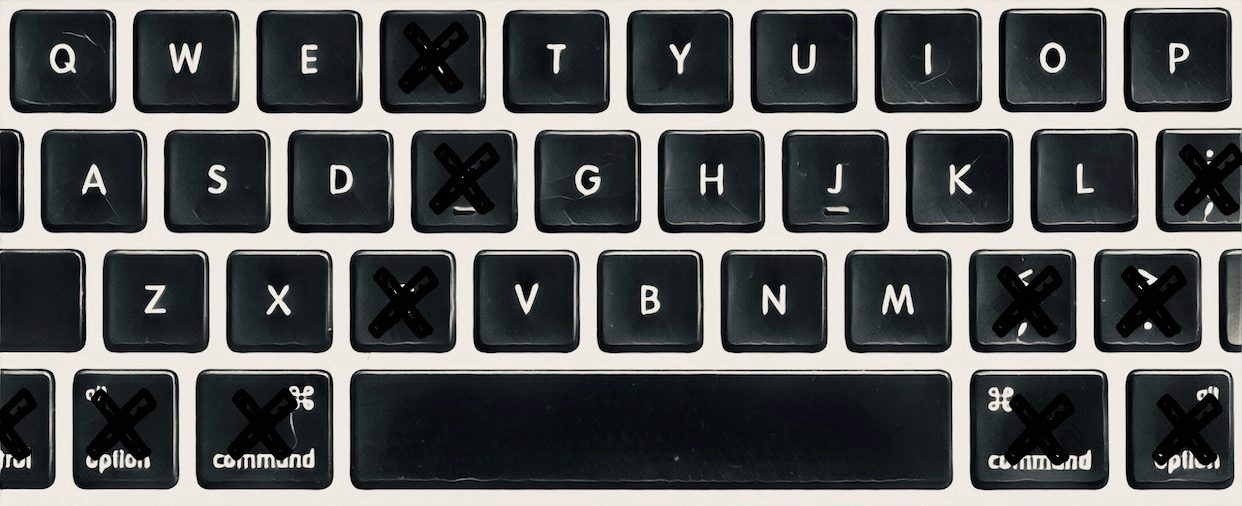 Q W E T Y U I O P
A S D G H J K L
Z X V B N M
option command command option